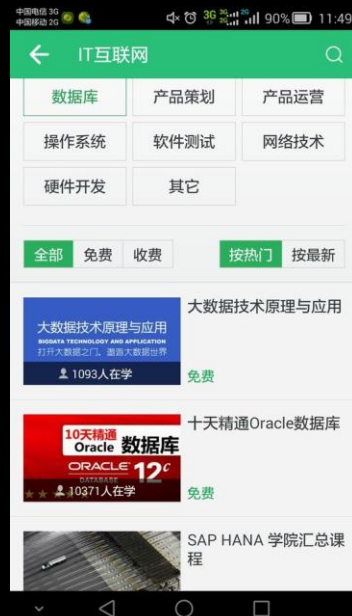 中国电信 3G
中国移动 2G
3G 3G 2G 90% 11:49
IT互联网
数据库 产品策划 产品运营
操作系统 软件测试 网络技术
硬件开发 其它
全部 免费 收费 按热门 按最新
大数据技术原理与应用
大数据技术原理与应用
BIGDATA TECHNOLOGY AND APPLICATION
打开大数据之门，遨游大数据世界
1093人在学
免费
十天精通Oracle数据库
10天精通
Oracle 数据库
ORACLE 12c
DATABASE
10371人在学
免费
SAP HANA 学院汇总课
程